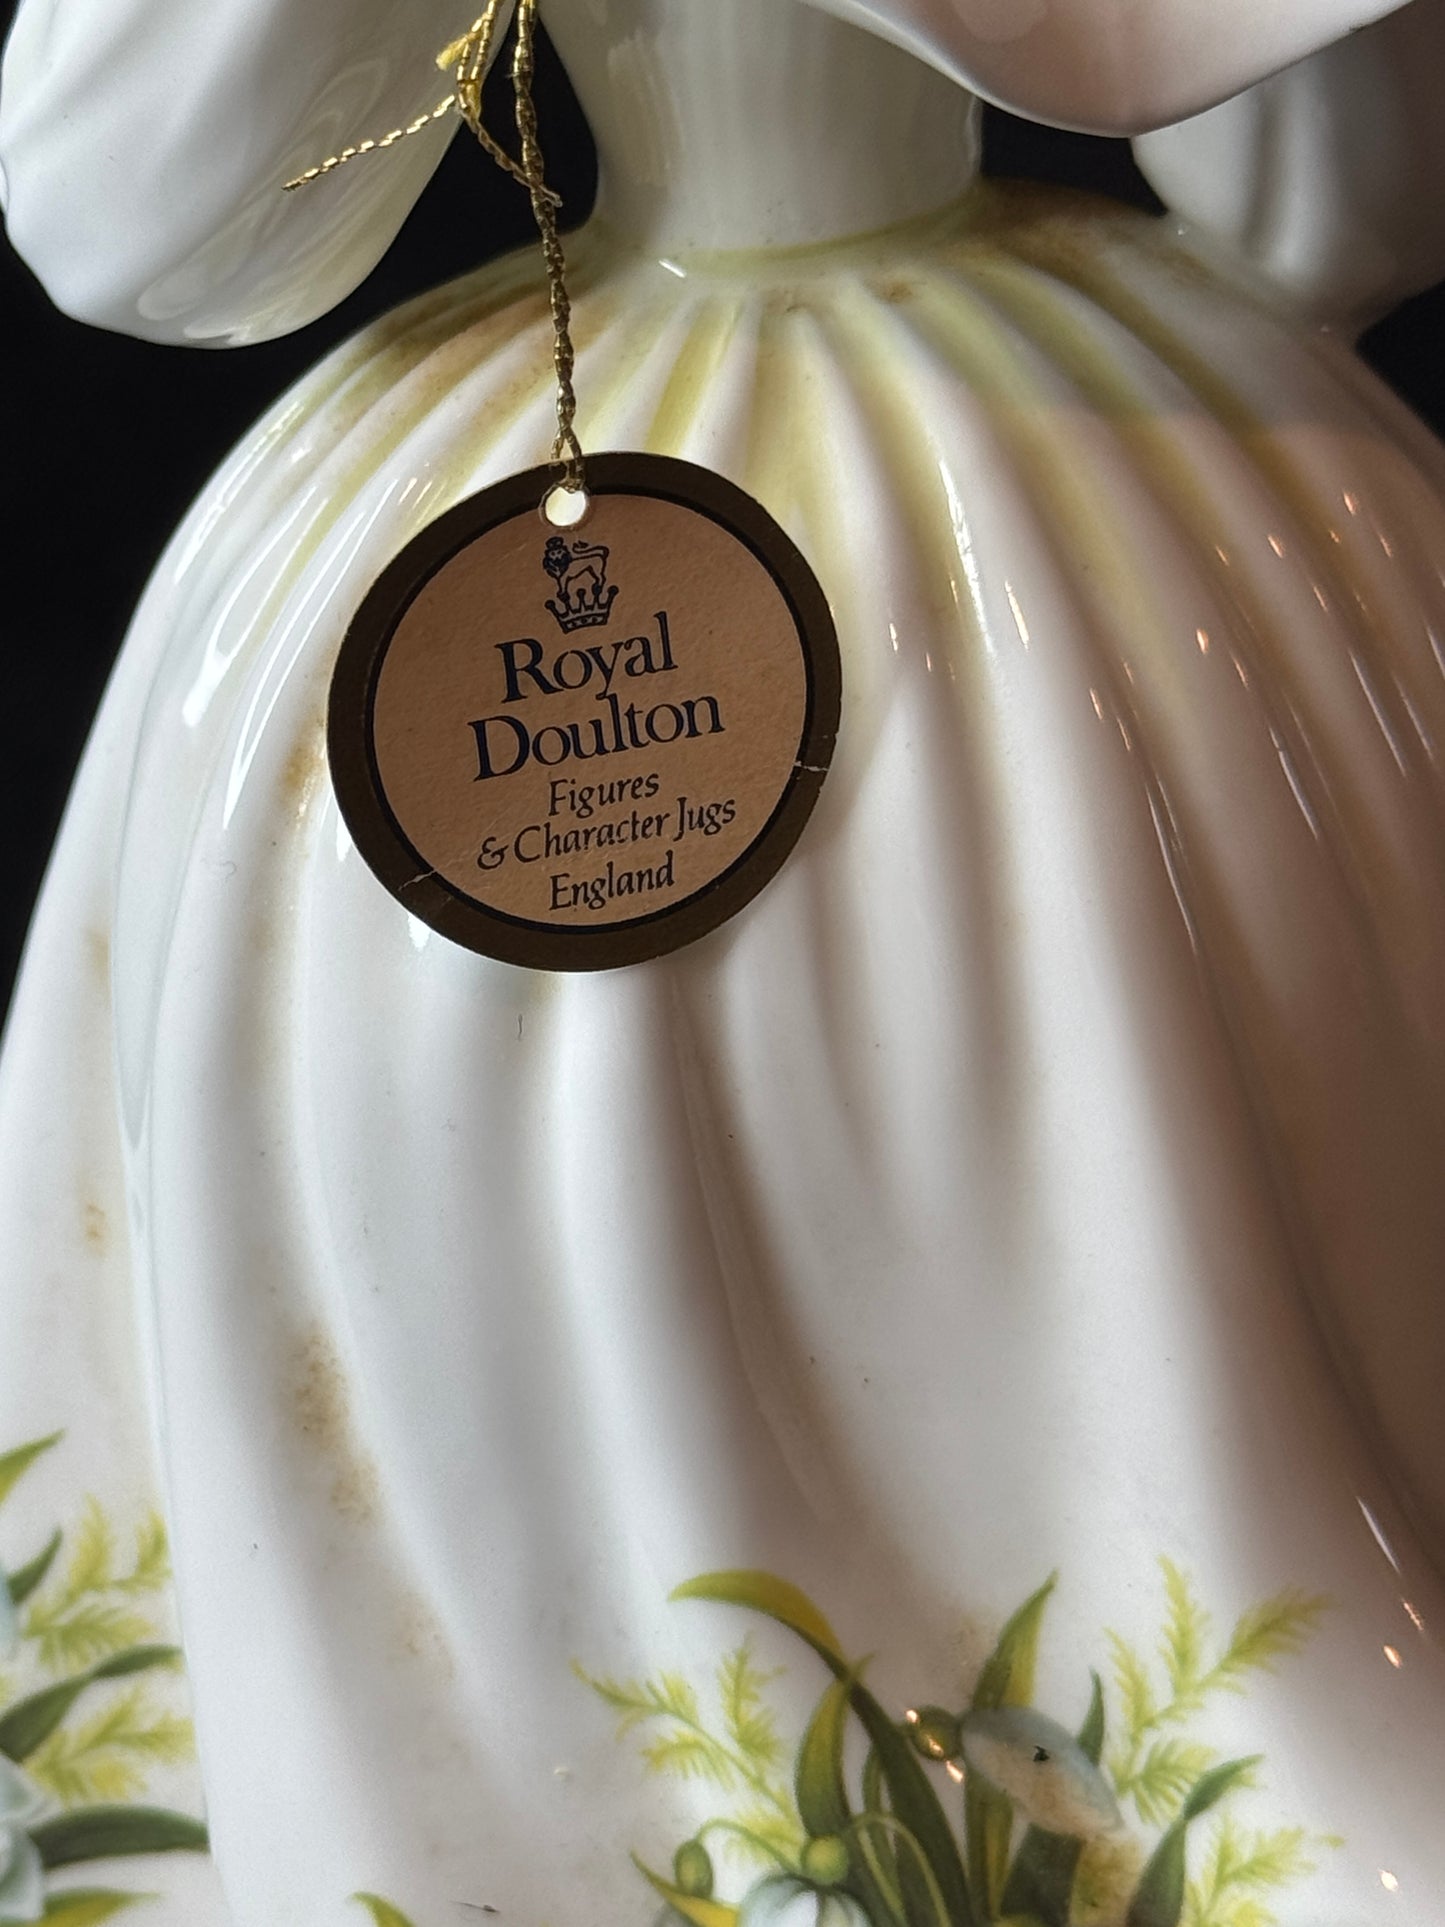 Royal
Doulton
Figures
& Character Jugs
England